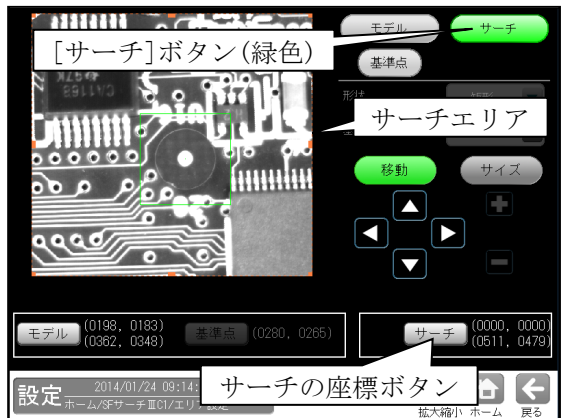 モデル
サーチ
[サーチ]ボタン(緑色)
基準点
CA1163
497K
形状
サーチエリア
移動
サイズ
モデル
(0198, 0183)
(0362, 0348)
基準点
(0280, 0265)
サーチ
(0000, 0000)
(0511, 0479)
サーチの座標ボタン
設定
2014/01/24 09:14:
ホーム/SFサーチⅢC1/エリア設定
拡大縮小
ホーム
戻る